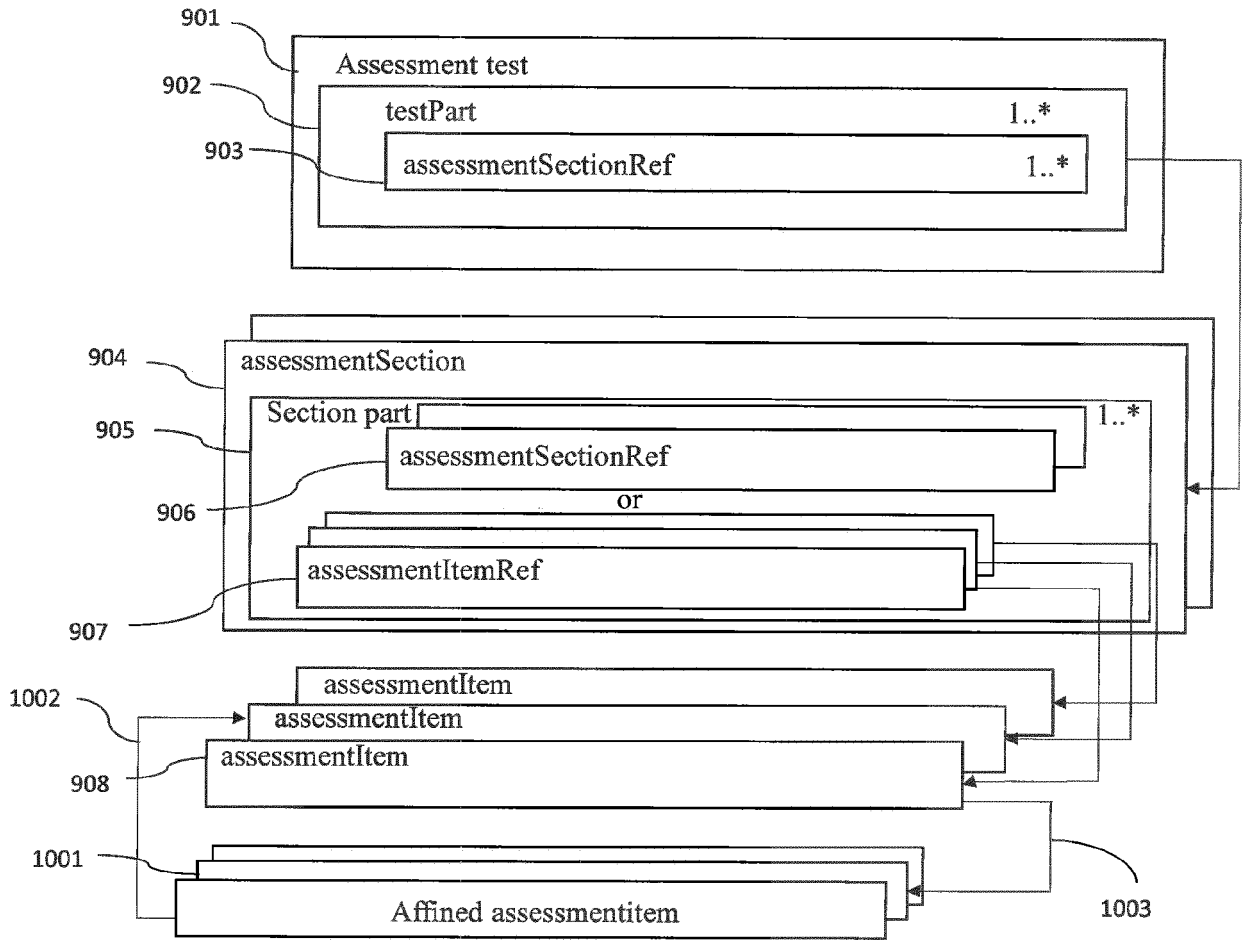 901
Assessment test
902
testPart 1..*
903
assessmentSectionRef 1..*
904
assessmentSection
905
Section part 1..*
assessmentSectionRef
906
or
assessmentItemRef
907
assessmentItem
1002
assessmentItem
assessmentItem
908
1001
Affined assessmentitem
1003